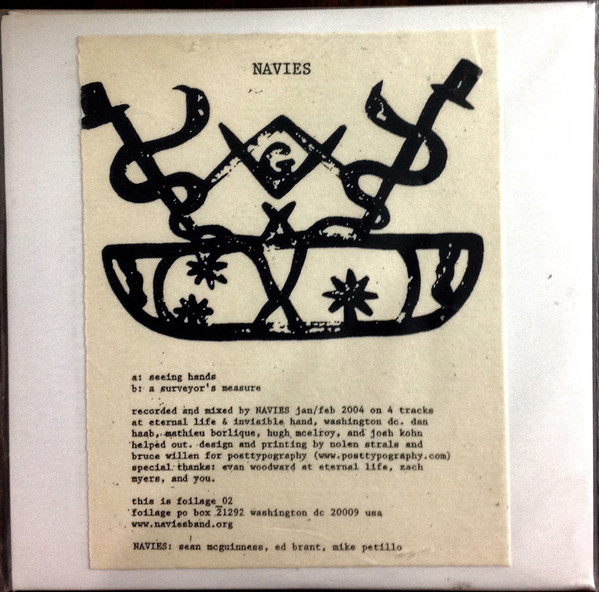 NAVIES
G
a: seeing hands
b: a surveyor's measure
recorded and mixed by NAVIES jan/feb 2004 on 4 tracks
at eternal life & invisible hand, washington dc. dan
haab, mathieu borlique, hugh mcelroy, and josh kohn
helped out. design and printing by nolen strals and
bruce willen for posttypography (www.posttypography.com)
special thanks: evan woodward at eternal life, zach
myers, and you.
this is foilage_02
foilage po box 21292 washington dc 20009 usa
www.naviesband.org
NAVIES: sean mcguinness, ed brant, mike petillo